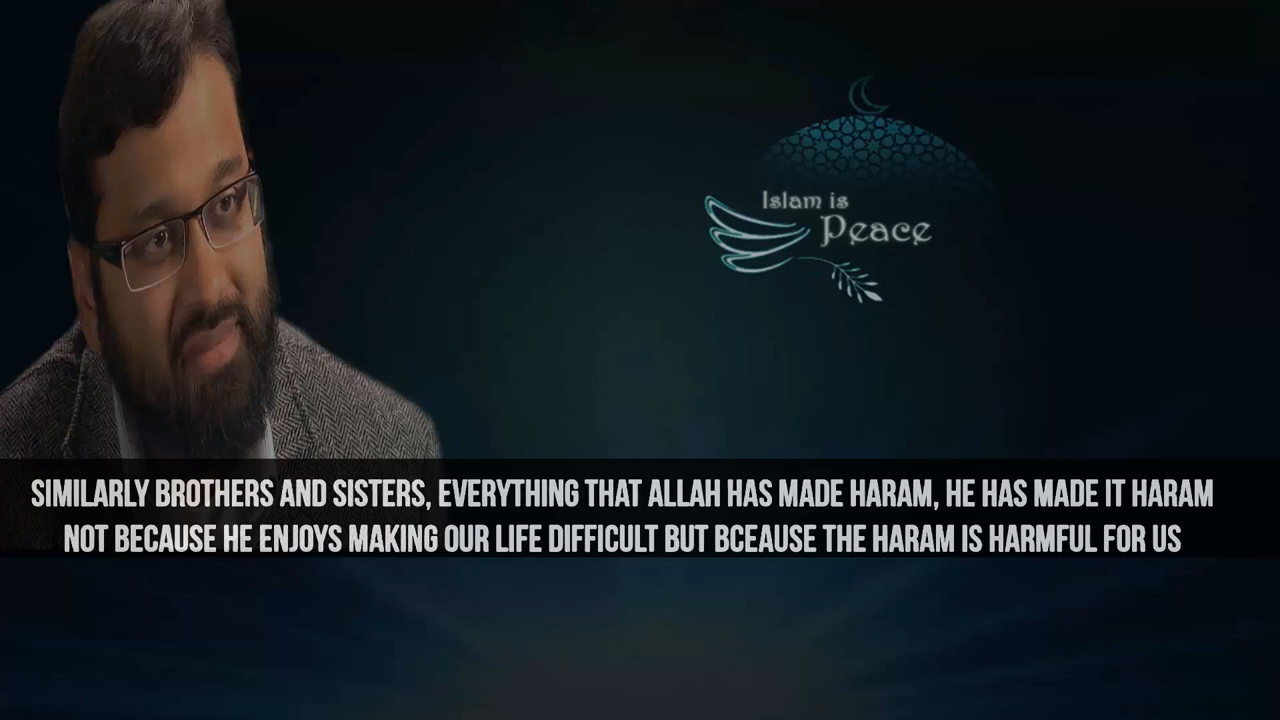 Islam is
Peace
SIMILARLY BROTHERS AND SISTERS, EVERYTHING THAT ALLAH HAS MADE HARAM, HE HAS MADE IT HARAM
NOT BECAUSE HE ENJOYS MAKING OUR LIFE DIFFICULT BUT BCEAUSE THE HARAM IS HARMFUL FOR US